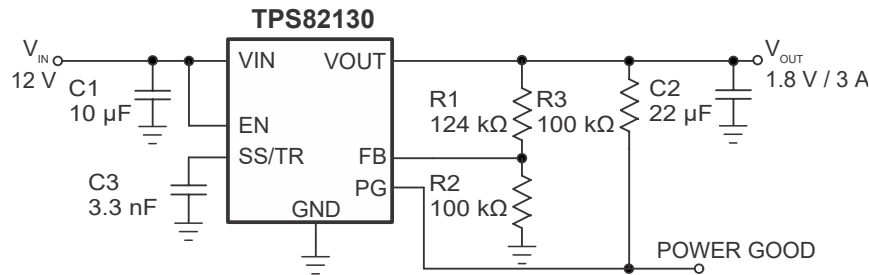 TPS82130
VIN
12 V
C1
10 µF
VIN
VOUT
EN
SS/TR
FB
PG
GND
C3
3.3 nF
R1
124 kΩ
R3
100 kΩ
R2
100 kΩ
C2
22 µF
VOUT
1.8 V / 3 A
POWER GOOD